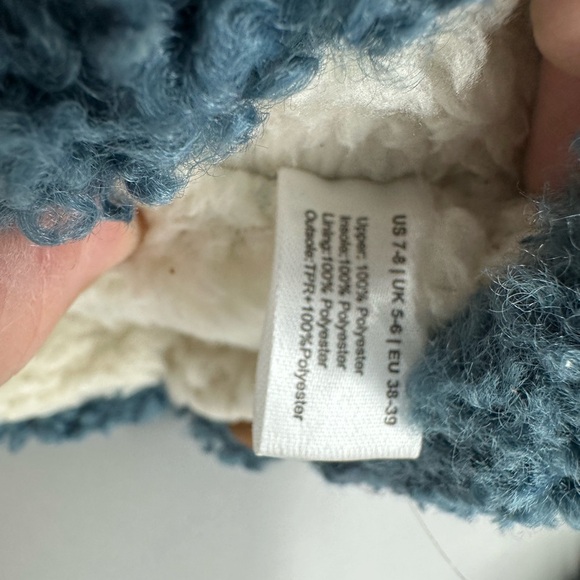 US 7-8 | UK 5-6 | EU 38-39
Upper: 100% Polyester
Insole:100% Polyester
Lining:100% Polyester
Outsole:TPR+100%Polyester